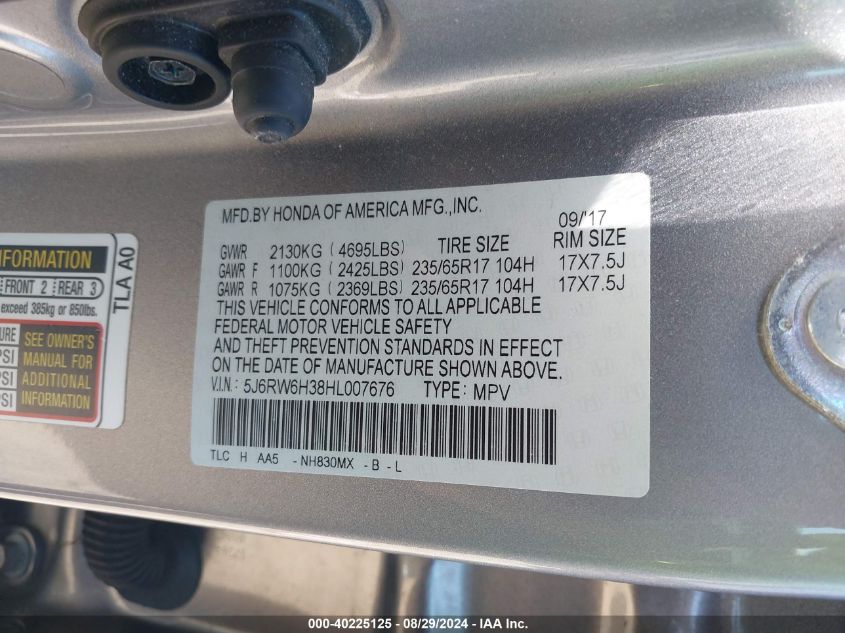 MFD.BY HONDA OF AMERICA MFG.,INC.
09/'17
GVWR 2130KG ( 4695LBS) TIRE SIZE RIM SIZE
GAWR F 1100KG ( 2425LBS) 235/65R17 104H 17X7.5J
GAWR R 1075KG ( 2369LBS) 235/65R17 104H 17X7.5J
THIS VEHICLE CONFORMS TO ALL APPLICABLE
FEDERAL MOTOR VEHICLE SAFETY
AND THEFT PREVENTION STANDARDS IN EFFECT
ON THE DATE OF MANUFACTURE SHOWN ABOVE.
V.I.N.: 5J6RW6H38HL007676 TYPE: MPV
TLC H AA5 -NH830MX -B -L
FORMATION
FRONT 2 REAR 3
exceed 385kg or 850lbs.
TLA A0
URE
PSI
PSI
SEE OWNER'S
MANUAL FOR
ADDITIONAL
INFORMATION
000-40225125 - 08/29/2024 - IAA Inc.